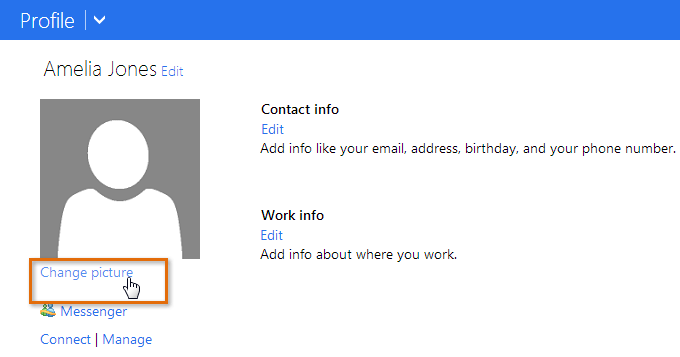 Profile
Amelia Jones Edit
Contact info
Edit
Add info like your email, address, birthday, and your phone number.
Work info
Edit
Add info about where you work.
Change picture
Messenger
Connect | Manage